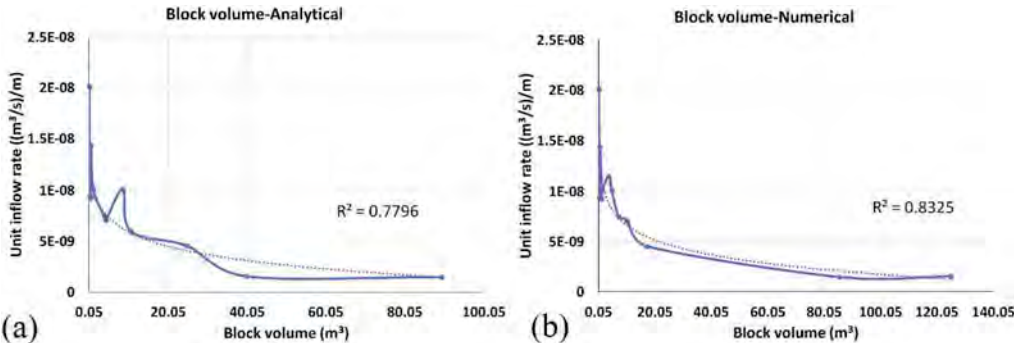 Block volume-Analytical
2.5E-08
2E-08
1.5E-08
1E-08
5E-09
0
Unit inflow rate ((m³/s)/m)
R² = 0.7796
0.05 20.05 40.05 60.05 80.05 100.05
Block volume (m³)
(a)
Block volume-Numerical
2.5E-08
2E-08
1.5E-08
1E-08
5E-09
0
Unit inflow rate ((m³/s)/m)
R² = 0.8325
0.05 20.05 40.05 60.05 80.05 100.05 120.05 140.05
Block volume (m³)
(b)